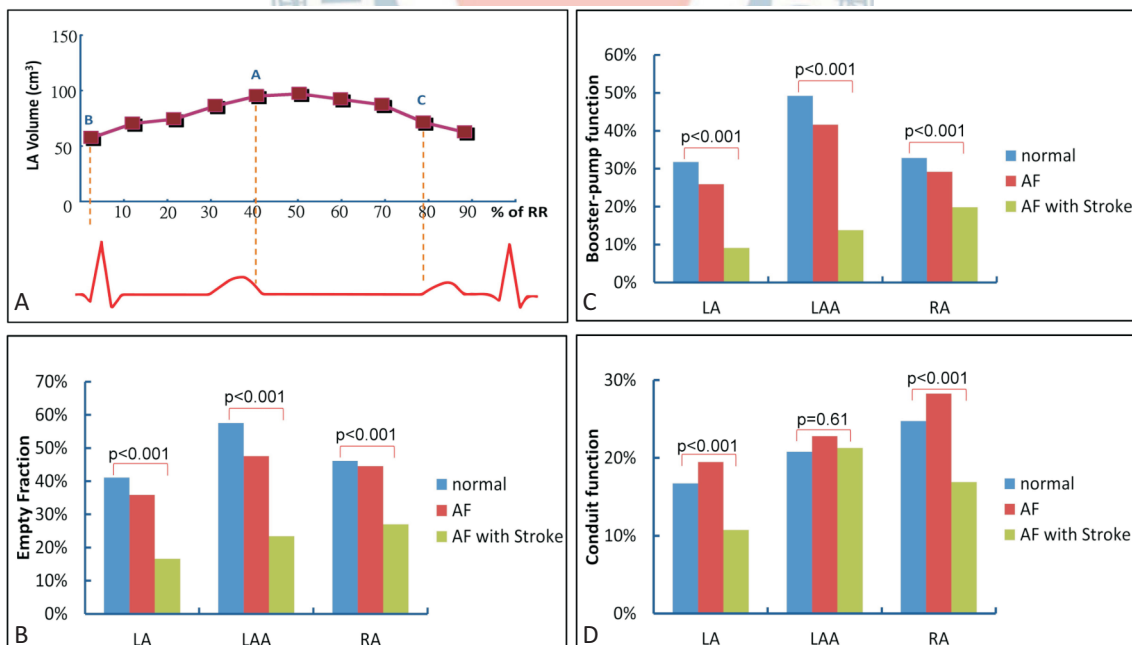 150
100
50
0
LA Volume (cm³)
B
A
C
10 20 30 40 50 60 70 80 90 % of RR
A
60%
50%
40%
30%
20%
10%
0%
Booster-pump function
p<0.001
p<0.001
p<0.001
normal
AF
AF with Stroke
LA LAA RA
C
70%
60%
50%
40%
30%
20%
10%
0%
Empty Fraction
p<0.001
p<0.001
p<0.001
normal
AF
AF with Stroke
LA LAA RA
B
30%
20%
10%
0%
Conduit function
p<0.001
p=0.61
p<0.001
normal
AF
AF with Stroke
LA LAA RA
D